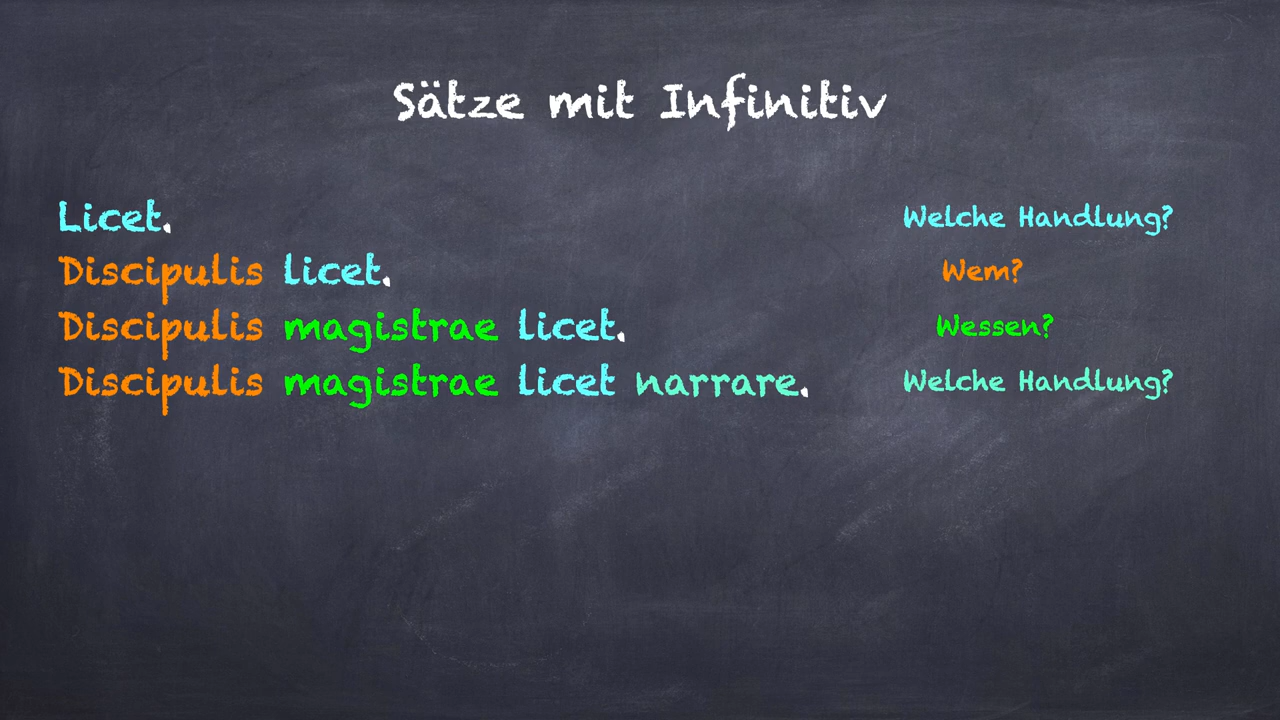 Sätze mit Infinitiv
Licet. Welche Handlung?
Discipulis licet. Wem?
Discipulis magistrae licet. Wessen?
Discipulis magistrae licet narrare. Welche Handlung?